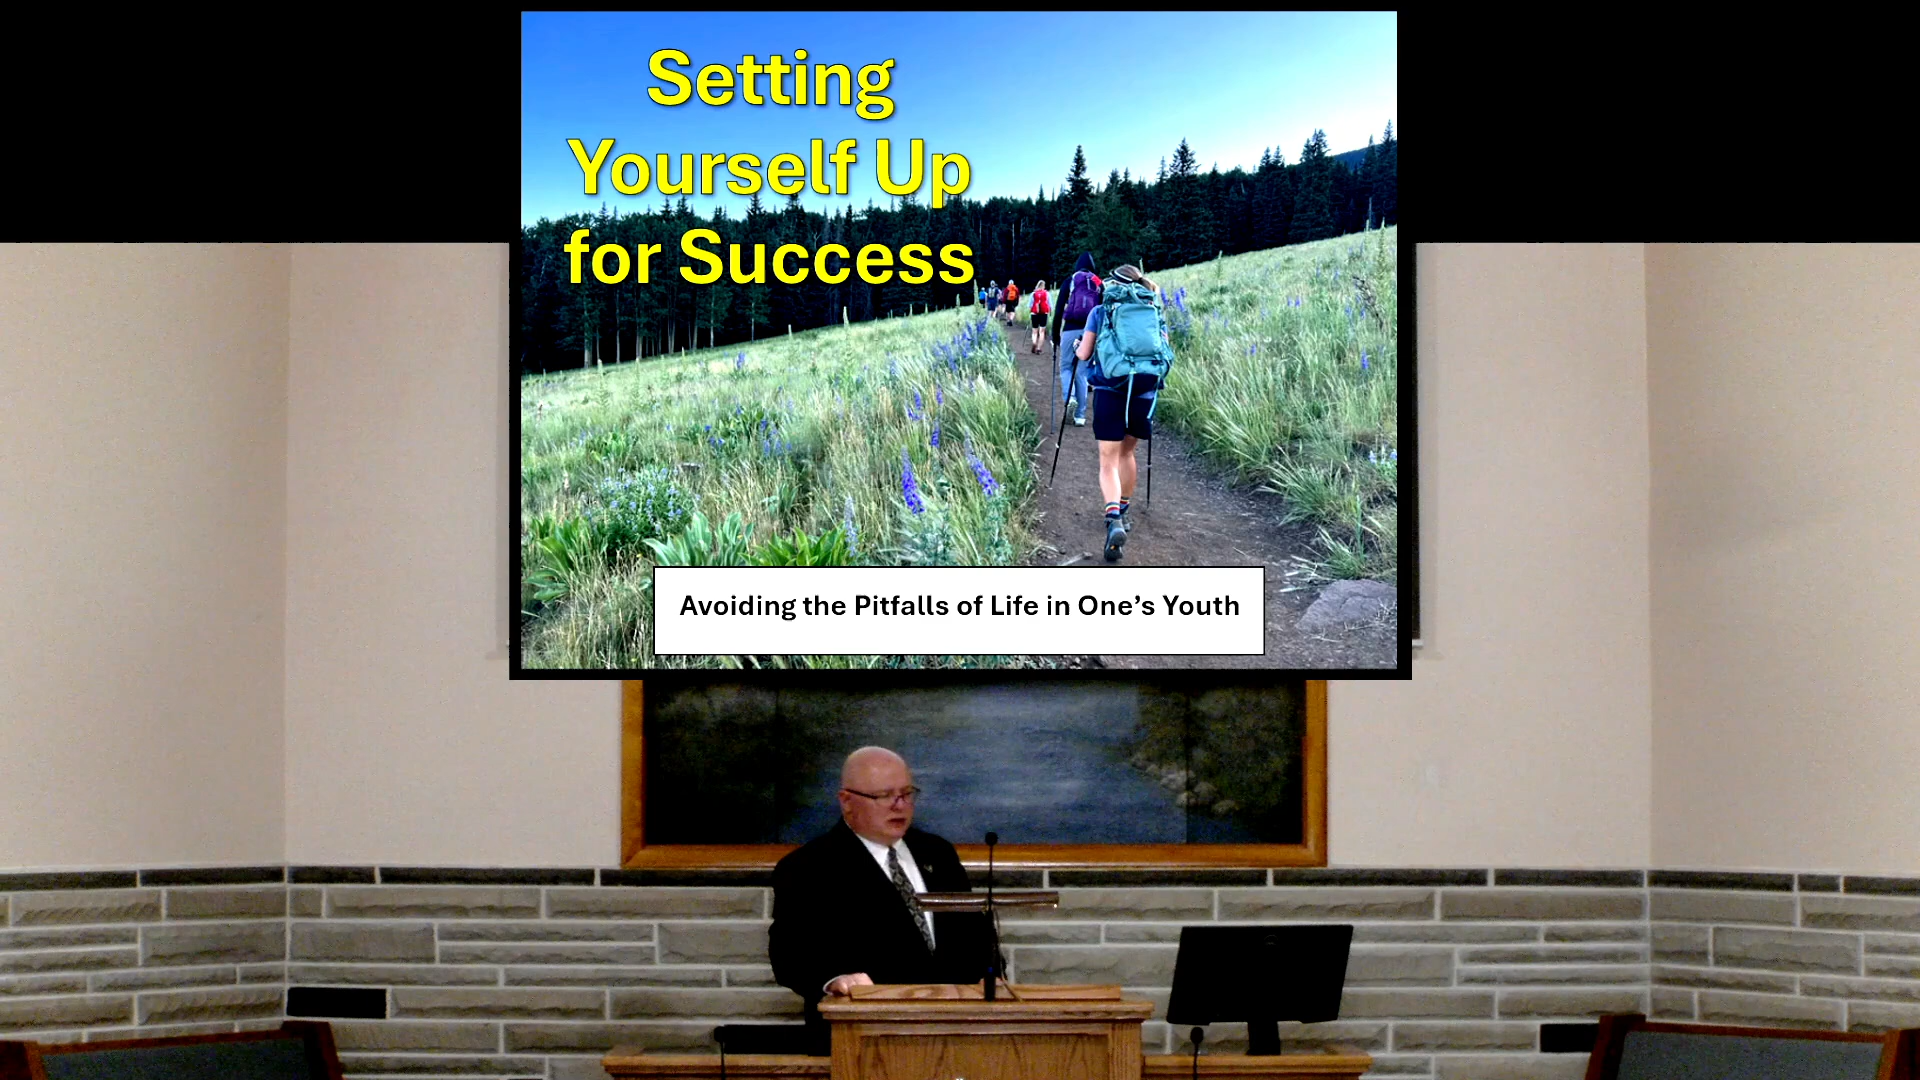 Setting
Yourself Up
for Success
Avoiding the Pitfalls of Life in One’s Youth